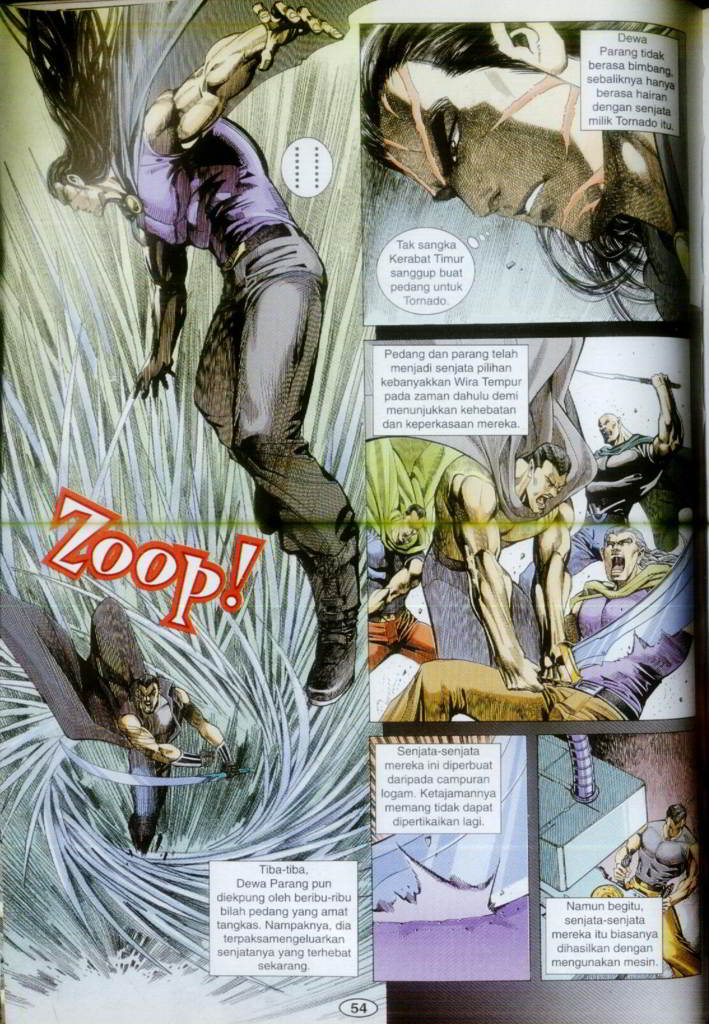 Dewa
Parang tidak
berasa bimbang,
sebaliknya hanya
berasa hairan
dengan senjata
milik Tornado itu.
Tak sangka
Kerabat Timur
sanggup buat
pedang untuk
Tornado.
Pedang dan parang telah
menjadi senjata pilihan
kebanyakkan Wira Tempur
pada zaman dahulu demi
menunjukkan kehebatan
dan keperkasaan mereka.
Zoop!
Tiba-tiba,
Dewa Parang pun
diekpung oleh beribu-ribu
bilah pedang yang amat
tangkas. Nampaknya, dia
terpaksamengeluarkan
senjatanya yang terhebat
sekarang.
Senjata-senjata
mereka ini diperbuat
daripada campuran
logam. Ketajamannya
memang tidak dapat
dipertikaikan lagi.
Namun begitu,
senjata-senjata
mereka itu biasanya
dihasilkan dengan
mengunakan mesin.
54